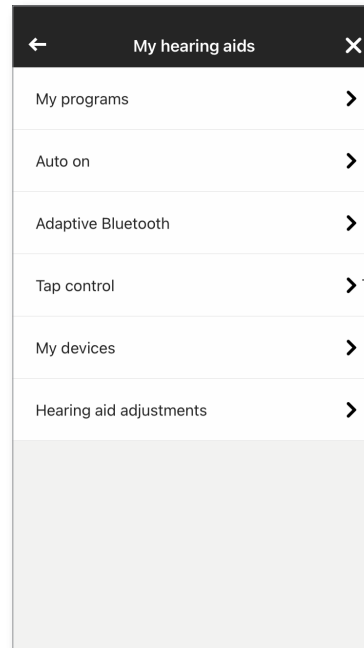 My hearing aids
My programs
Auto on
Adaptive Bluetooth
Tap control
My devices
Hearing aid adjustments